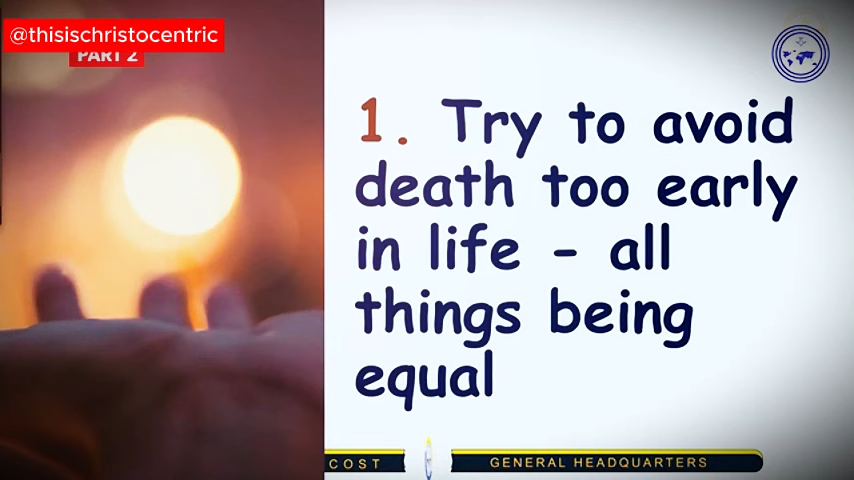 @thisischristocentric
PART 2
1. Try to avoid
death too early
in life - all
things being
equal
COST
GENERAL HEADQUARTERS